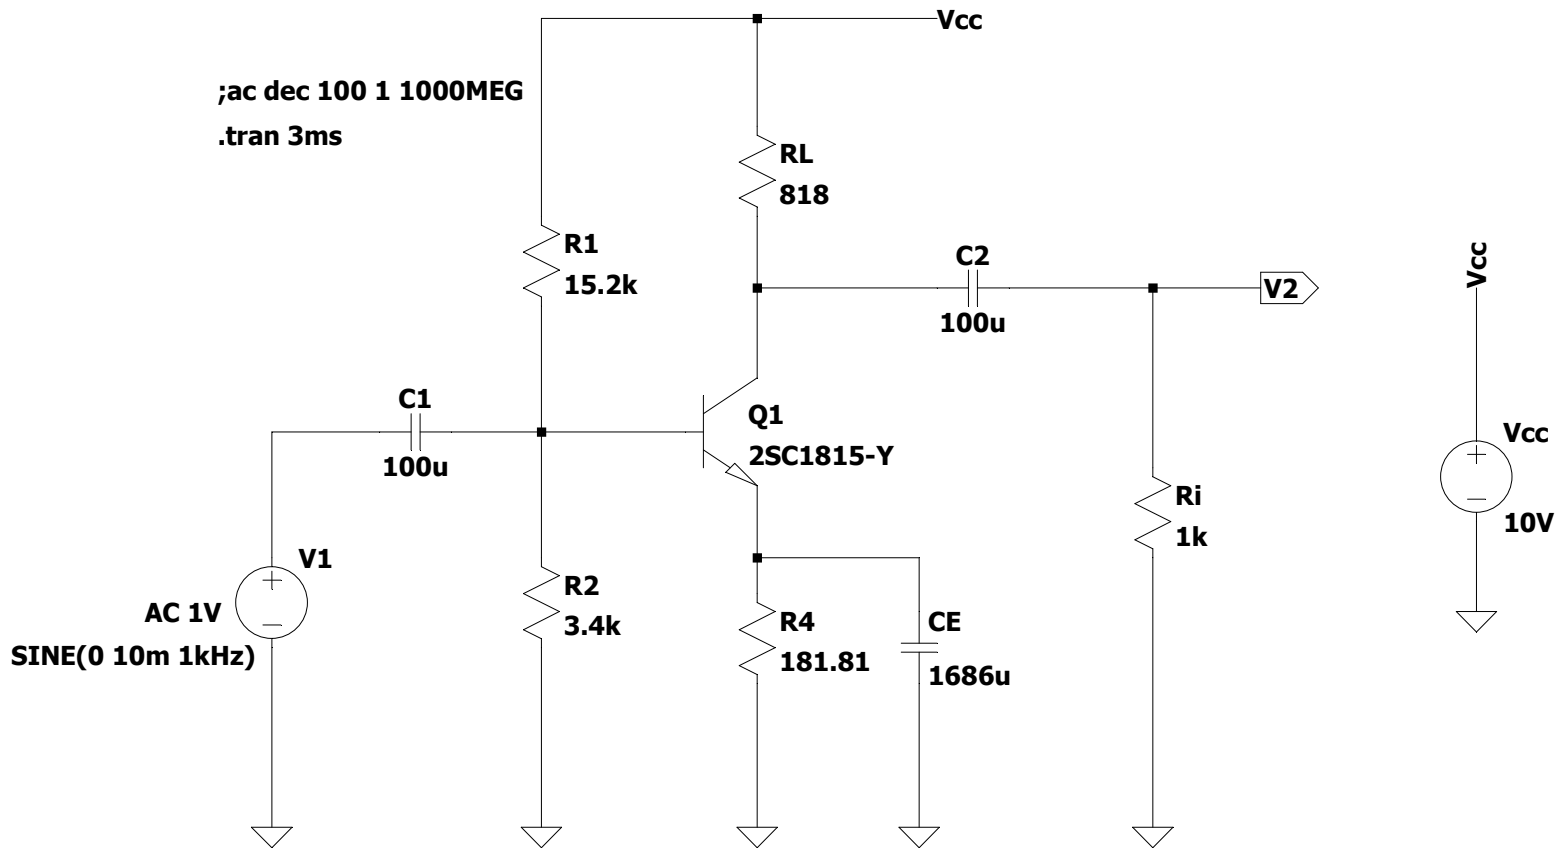 Vcc
;ac dec 100 1 1000MEG
.tran 3ms
RL
818
R1
15.2k
C2
100u
V2
Vcc
C1
100u
Q1
2SC1815-Y
Vcc
10V
Ri
1k
V1
AC 1V
SINE(0 10m 1kHz)
R2
3.4k
R4
181.81
CE
1686u